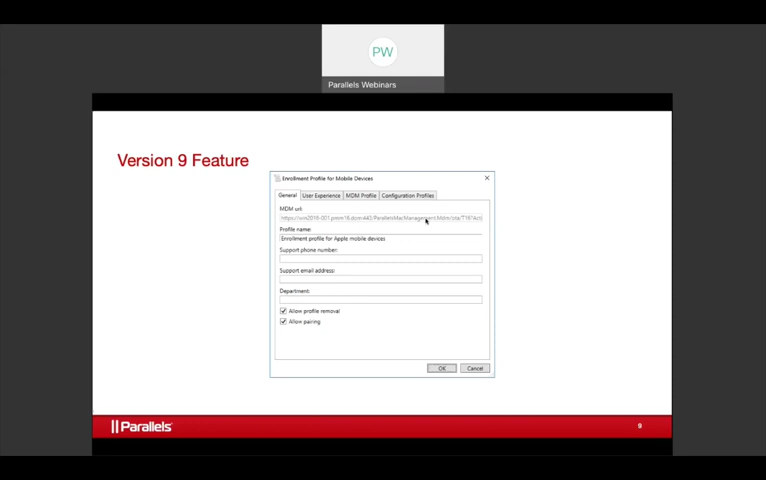 PW
Parallels Webinars
Version 9 Feature
Enrollment Profile for Mobile Devices
General User Experience MDM Profile Configuration Profiles
MDM url:
Profile name:
Enrollment profile for Apple mobile devices
Support phone number:
Support email address:
Department:
Allow profile removal
Allow pairing
OK Cancel
Parallels
9